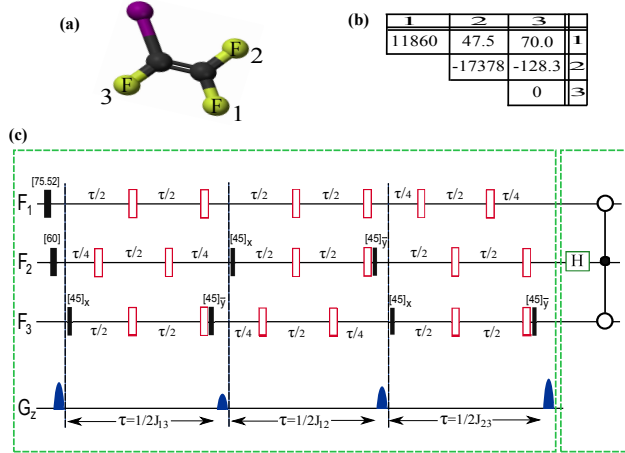 (a)
F
2
F
3
F
1
(b)
1 2 3
11860 47.5 70.0 1
-17378 -128.3 2
0 3
(c)
[75.52]
F1 τ/2 τ/2 τ/2 τ/2 τ/4 τ/2 τ/4
[60] [45]x [45]ȳ
F2 τ/4 τ/2 τ/4 τ/2 τ/2 τ/2 τ/2 H
[45]x [45]ȳ [45]x [45]ȳ
F3 τ/2 τ/2 τ/4 τ/2 τ/4 τ/2 τ/2
Gz
τ=1/2J13 τ=1/2J12 τ=1/2J23